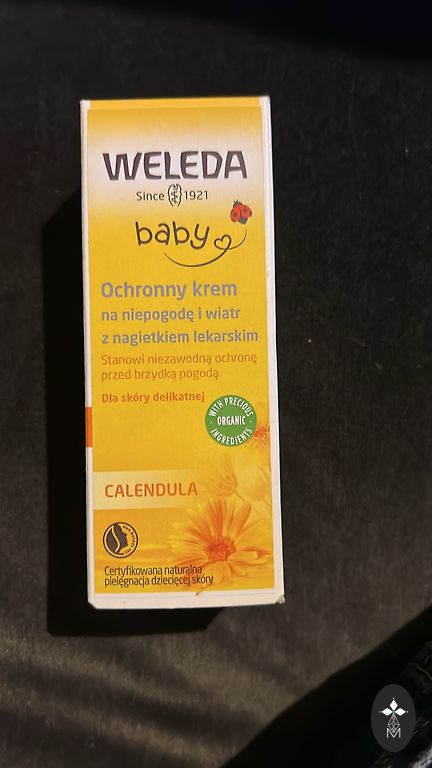 WELEDA
Since 1921
baby
Ochronny krem
na niepogodę i wiatr
z nagietkiem lekarskim
Stanowi niezawodną ochronę
przed brzydką pogodą
Dla skóry delikatnej
WITH PRECIOUS
ORGANIC
INGREDIENTS
CALENDULA
Certyfikowana naturalna
pielęgnacja dziecięcej skóry
M